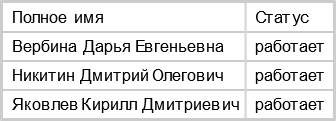 Полное имя Статус
Вербина Дарья Евгеньевна работает
Никитин Дмитрий Олегович работает
Яковлев Кирилл Дмитриевич работает